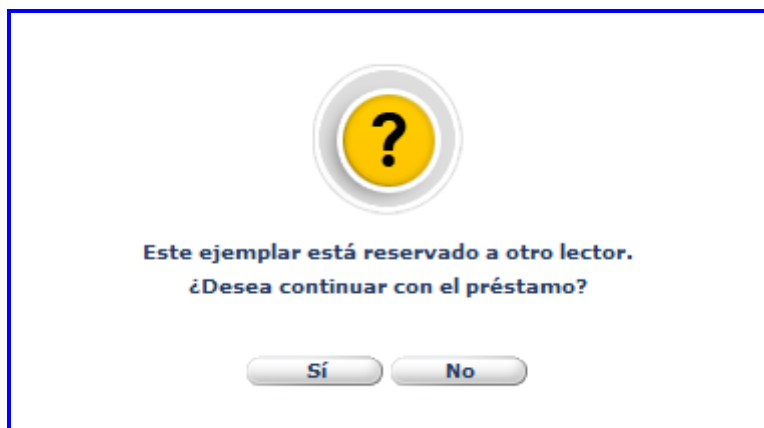 ?
Este ejemplar está reservado a otro lector.
¿Desea continuar con el préstamo?
Sí No